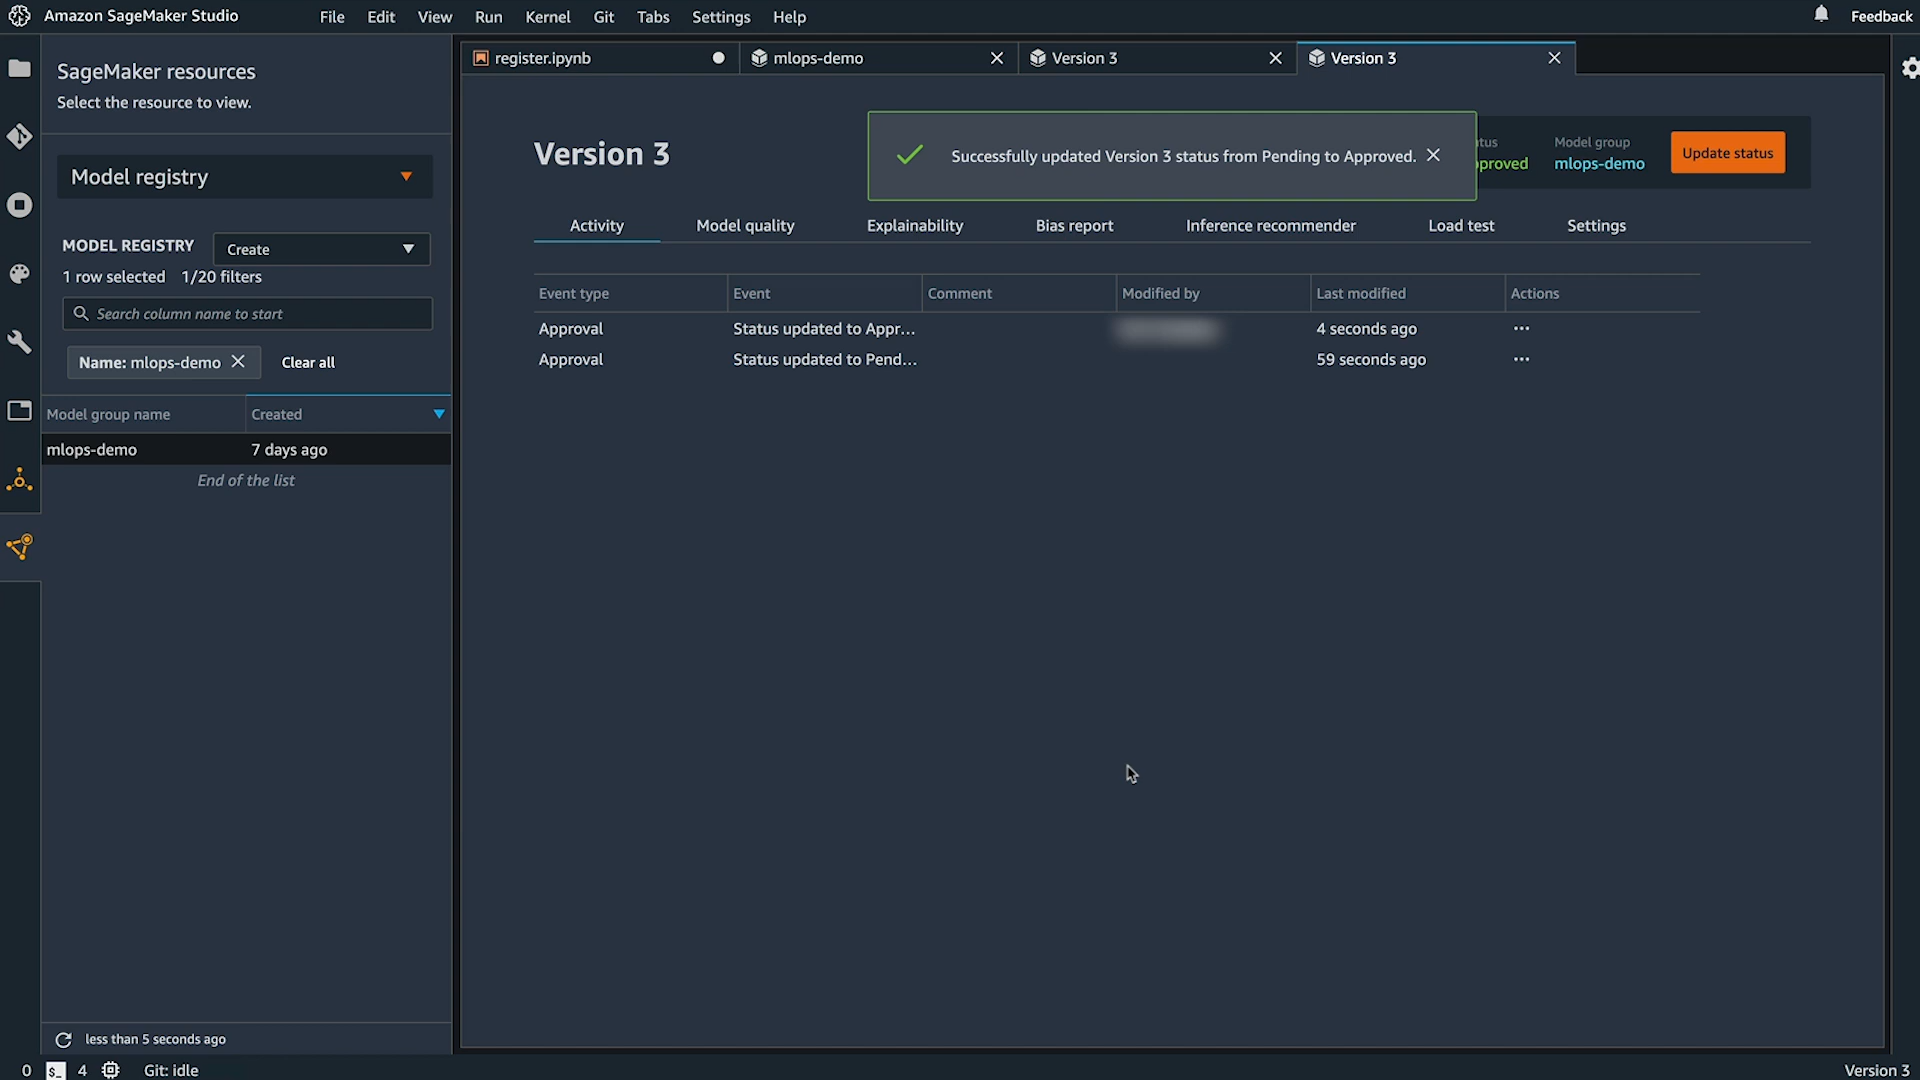 Amazon SageMaker Studio File Edit View Run Kernel Git Tabs Settings Help Feedback
SageMaker resources
Select the resource to view.
Model registry
MODEL REGISTRY Create
1 row selected 1/20 filters
Search column name to start
Name: mlops-demo Clear all
Model group name Created
mlops-demo 7 days ago
End of the list
less than 5 seconds ago
register.ipynb mlops-demo Version 3 Version 3
Version 3
Successfully updated Version 3 status from Pending to Approved.
tus Model group
proved mlops-demo
Update status
Activity Model quality Explainability Bias report Inference recommender Load test Settings
Event type Event Comment Modified by Last modified Actions
Approval Status updated to Appr... 4 seconds ago ...
Approval Status updated to Pend... 59 seconds ago ...
0 $_ 4 Git: idle Version 3